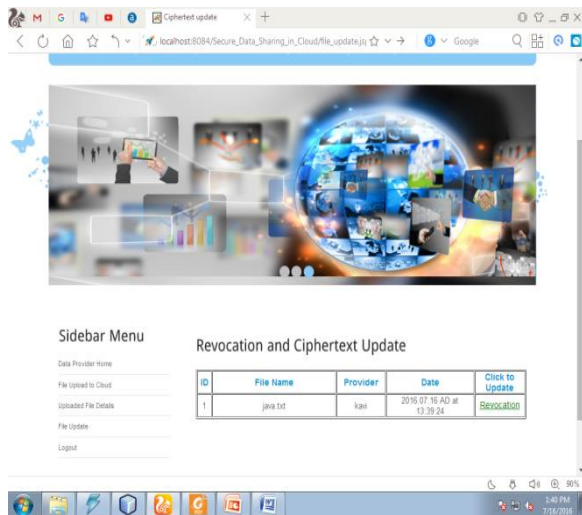 Ciphertext update
localhost:8084/Secure_Data_Sharing_in_Cloud/file_update.js
Google
Sidebar Menu
Data Provider Home
File Upload to Cloud
Uploaded File Details
File Update
Logout
Revocation and Ciphertext Update
ID File Name Provider Date Click to Update
1 java.txt kavi 2016.07.16 AD at 13:39:24 Revocation
90%
1:40 PM
7/16/2016